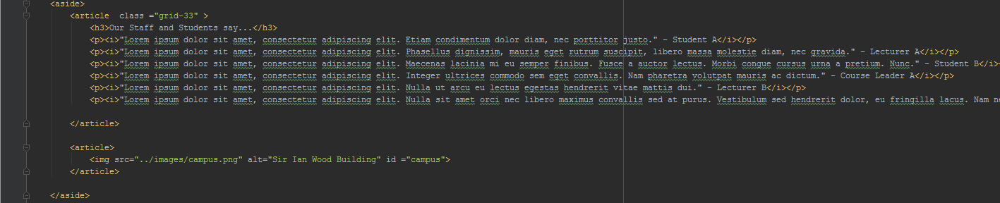 <aside>
<article  class ="grid-33" >
<h3>Our Staff and Students say...</h3>
<p><i>"Lorem ipsum dolor sit amet, consectetur adipiscing elit. Etiam condimentum dolor diam, nec porttitor justo." - Student A</i></p>
<p><i>"Lorem ipsum dolor sit amet, consectetur adipiscing elit. Phasellus dignissim, mauris eget rutrum suscipit, libero massa molestie diam, nec gravida." - Lecturer A</i></p>
<p><i>"Lorem ipsum dolor sit amet, consectetur adipiscing elit. Maecenas lacinia mi eu semper finibus. Fusce a auctor lectus. Morbi congue cursus urna a pretium. Nunc." - Student B</i>
<p><i>"Lorem ipsum dolor sit amet, consectetur adipiscing elit. Integer ultrices commodo sem eget convallis. Nam pharetra volutpat mauris ac dictum." - Course Leader A</i></p>
<p><i>"Lorem ipsum dolor sit amet, consectetur adipiscing elit. Nulla ut arcu eu lectus egestas hendrerit vitae mattis dui." - Lecturer B</i></p>
<p><i>"Lorem ipsum dolor sit amet, consectetur adipiscing elit. Nulla sit amet orci nec libero maximus convallis sed at purus. Vestibulum sed hendrerit dolor, eu fringilla lacus. Nam
</article>
<article>
<img src="../images/campus.png" alt="Sir Ian Wood Building" id ="campus">
</article>
</aside>